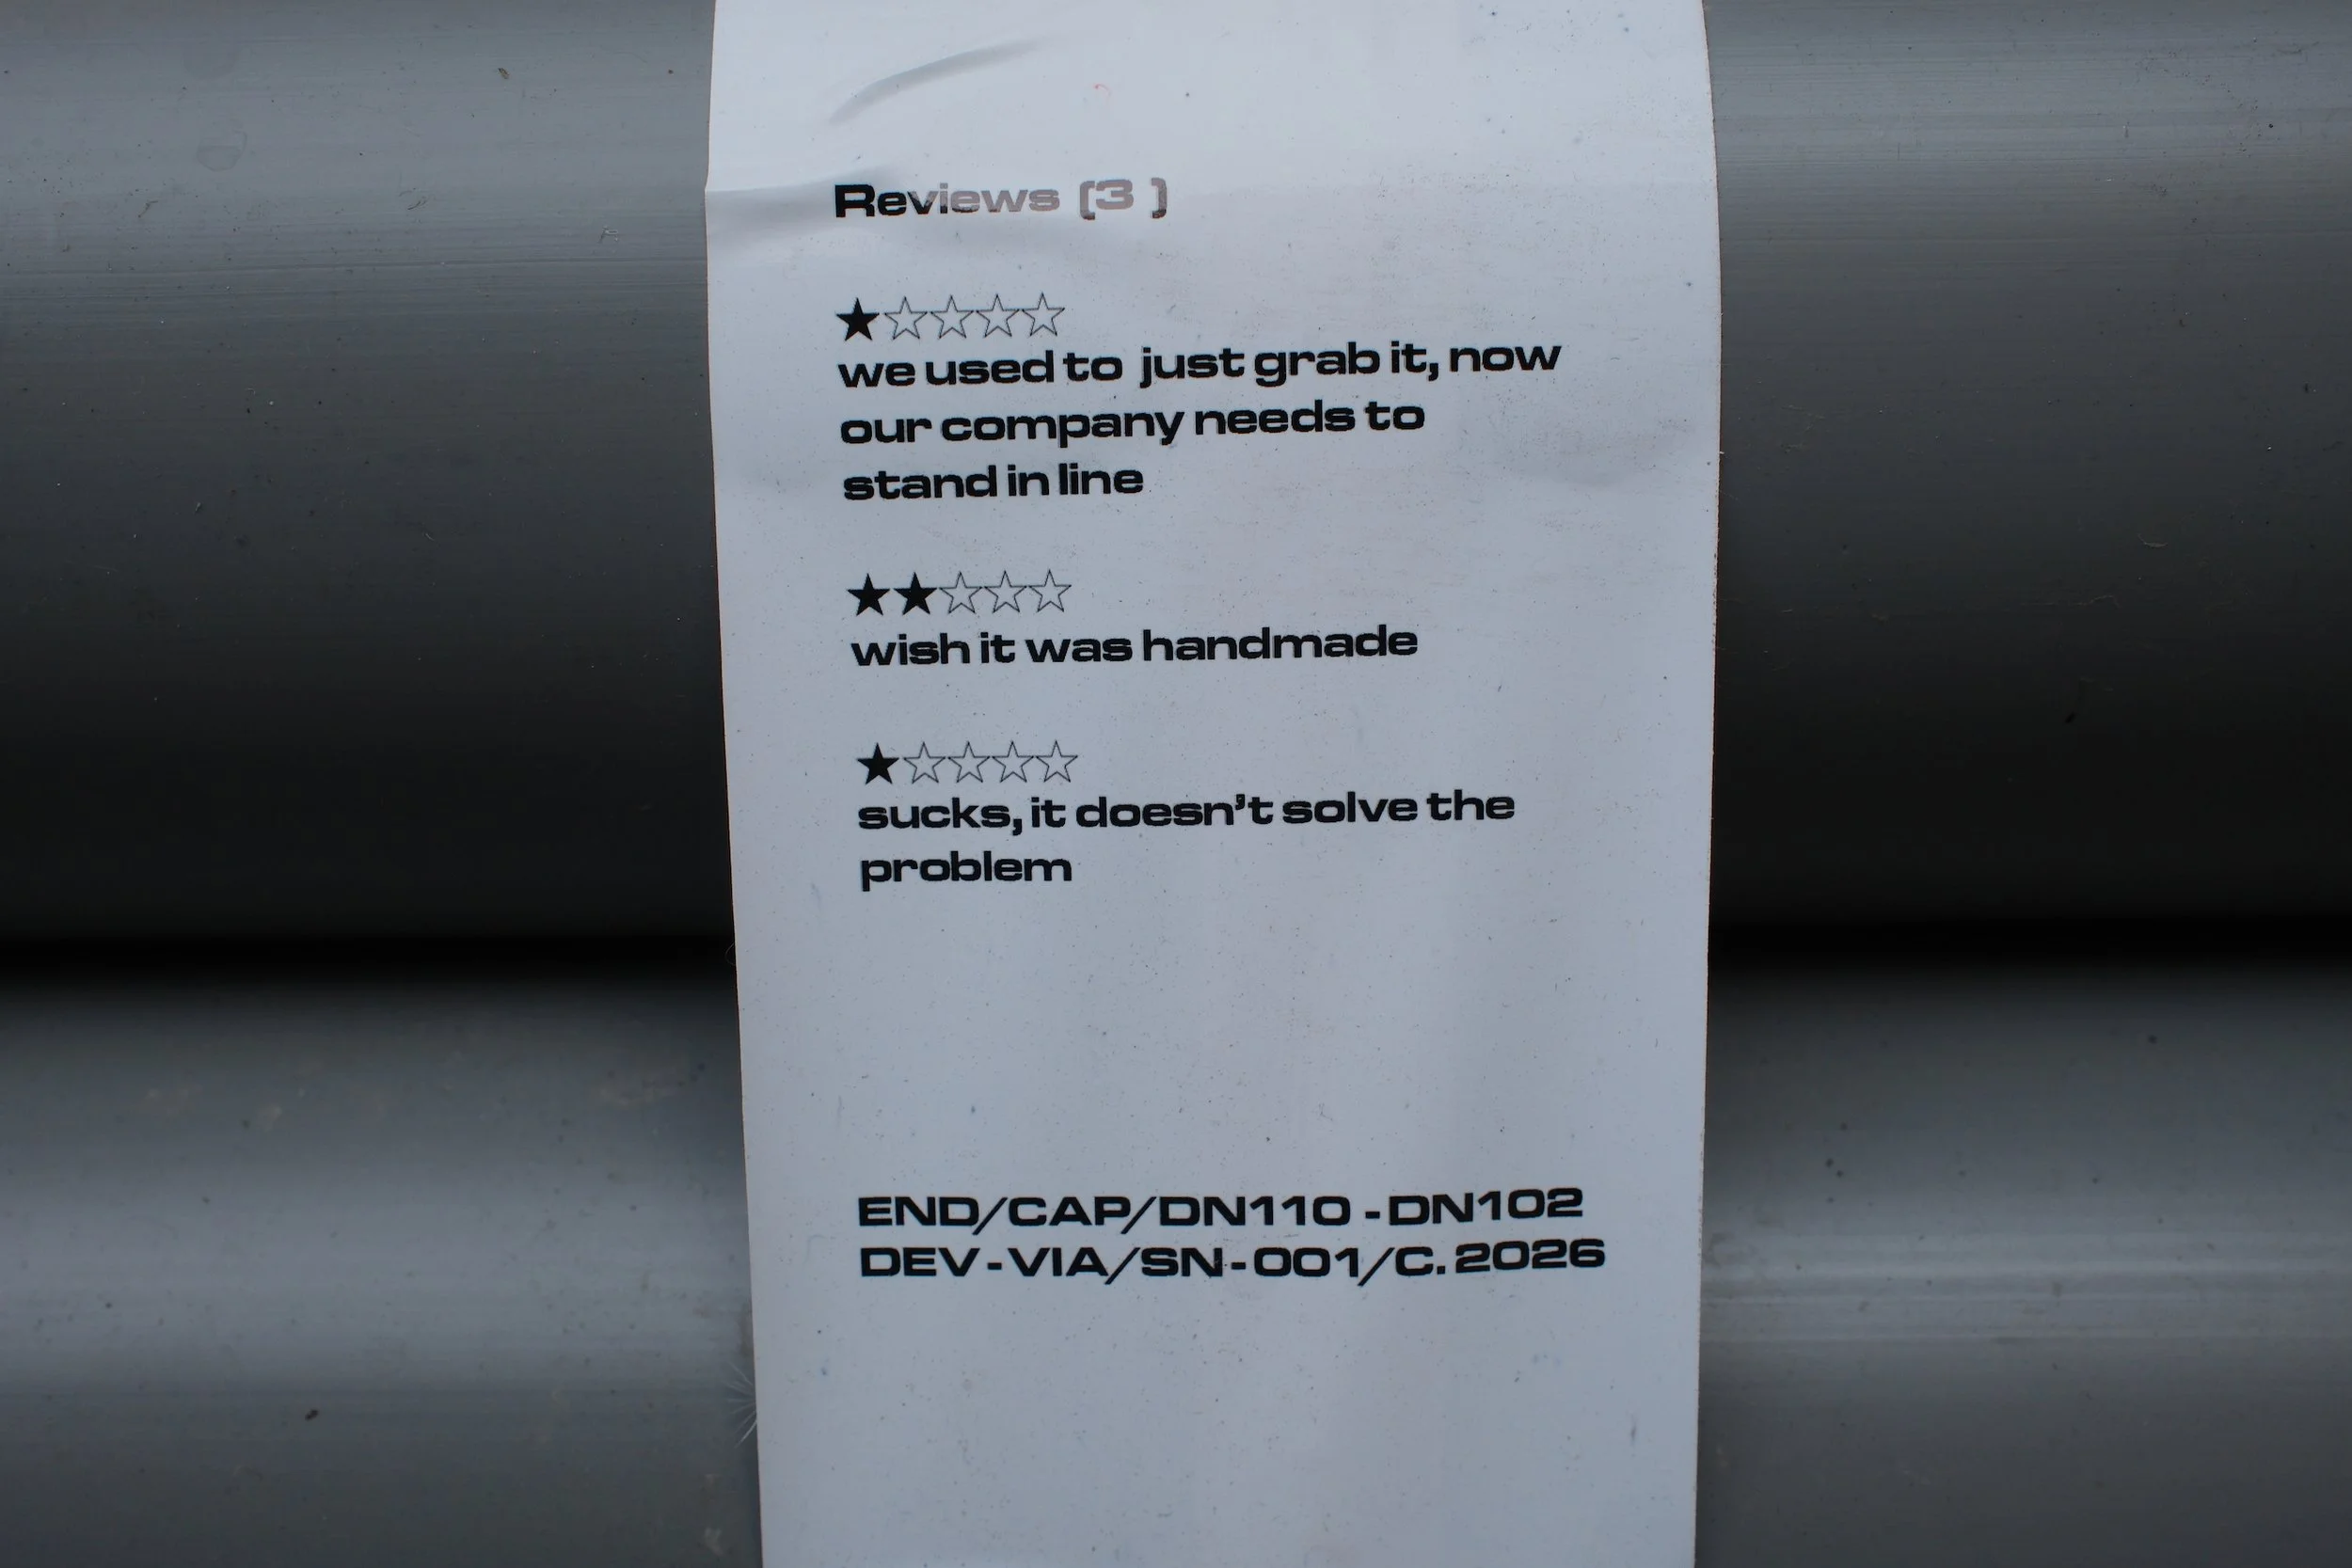 Reviews (3 )
★☆☆☆☆
we used to just grab it, now
our company needs to
stand in line
★★☆☆☆
wish it was handmade
★☆☆☆☆
sucks, it doesn't solve the
problem
END/CAP/DN110 - DN102
DEV-VIA/SN-001/C. 2026